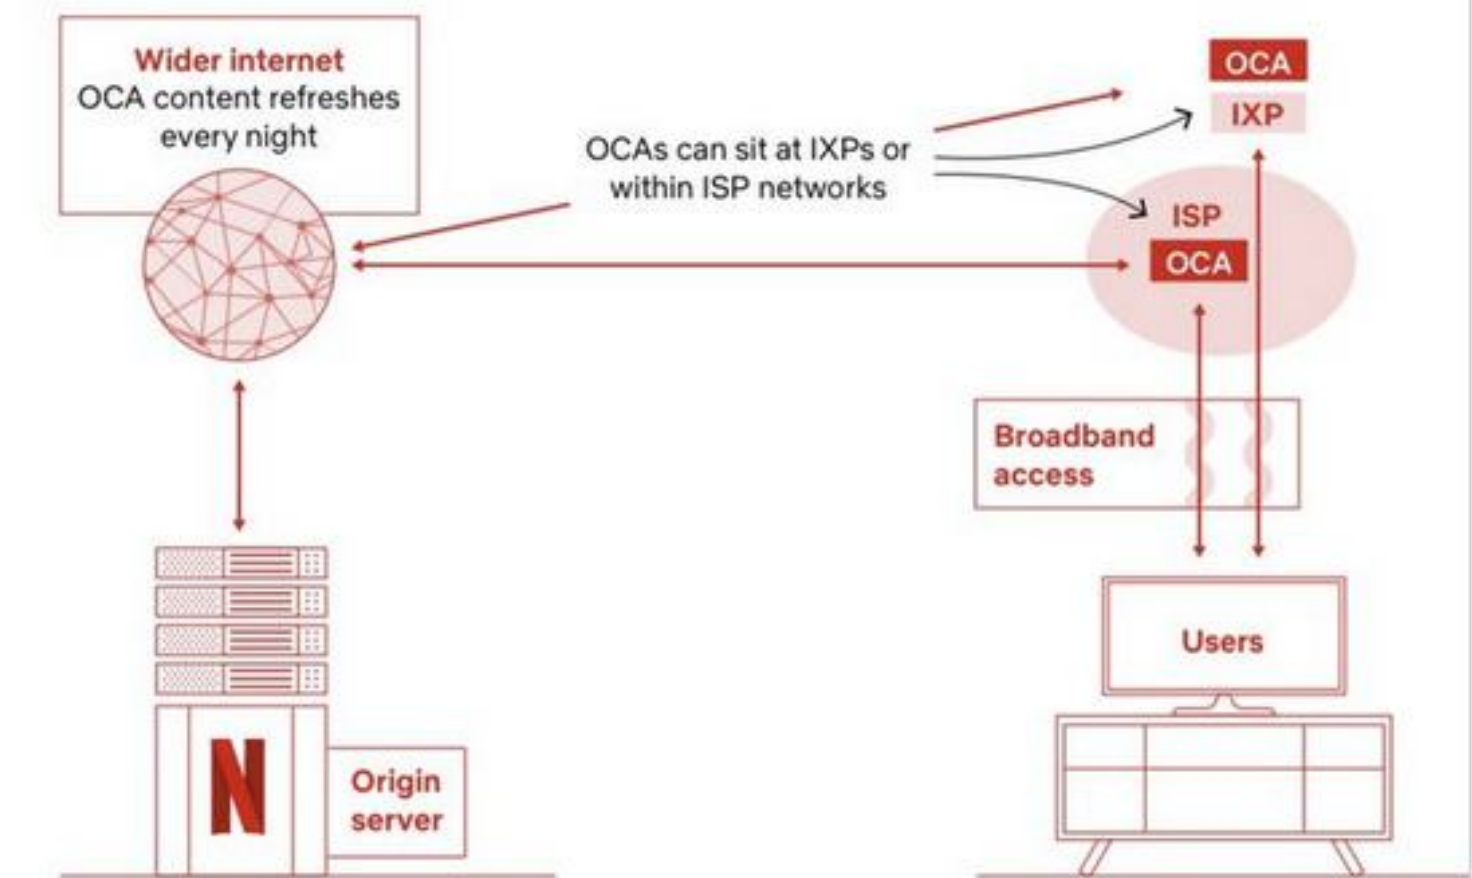 Wider internet
OCA content refreshes
every night
OCAs can sit at IXPs or
within ISP networks
OCA
IXP
ISP
OCA
Broadband
access
Users
N
Origin
server